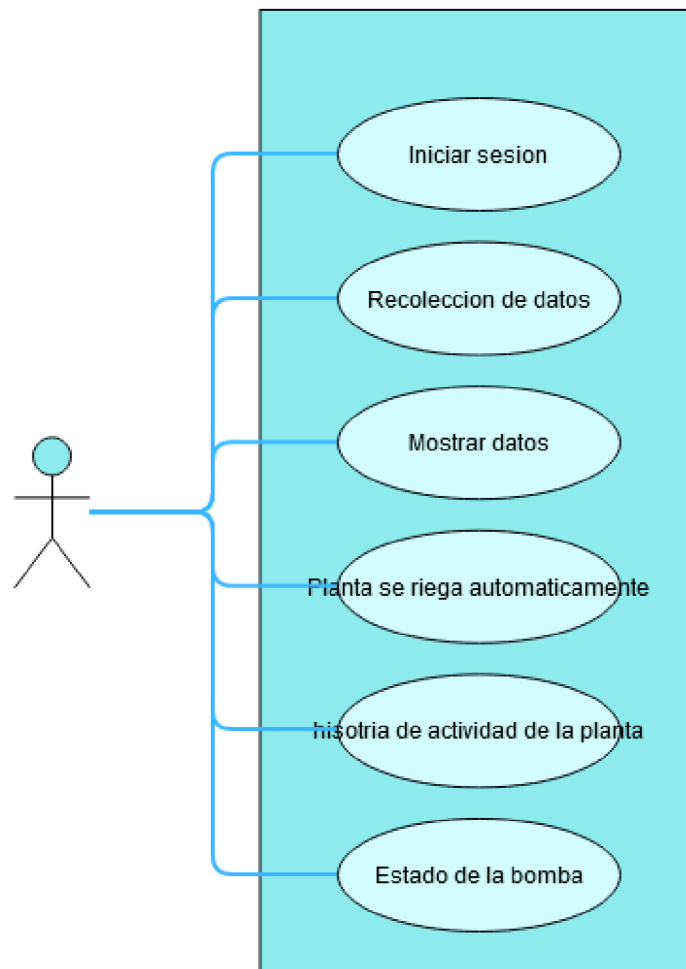 Iniciar sesion
Recoleccion de datos
Mostrar datos
Planta se riega automaticamente
hisotria de actividad de la planta
Estado de la bomba